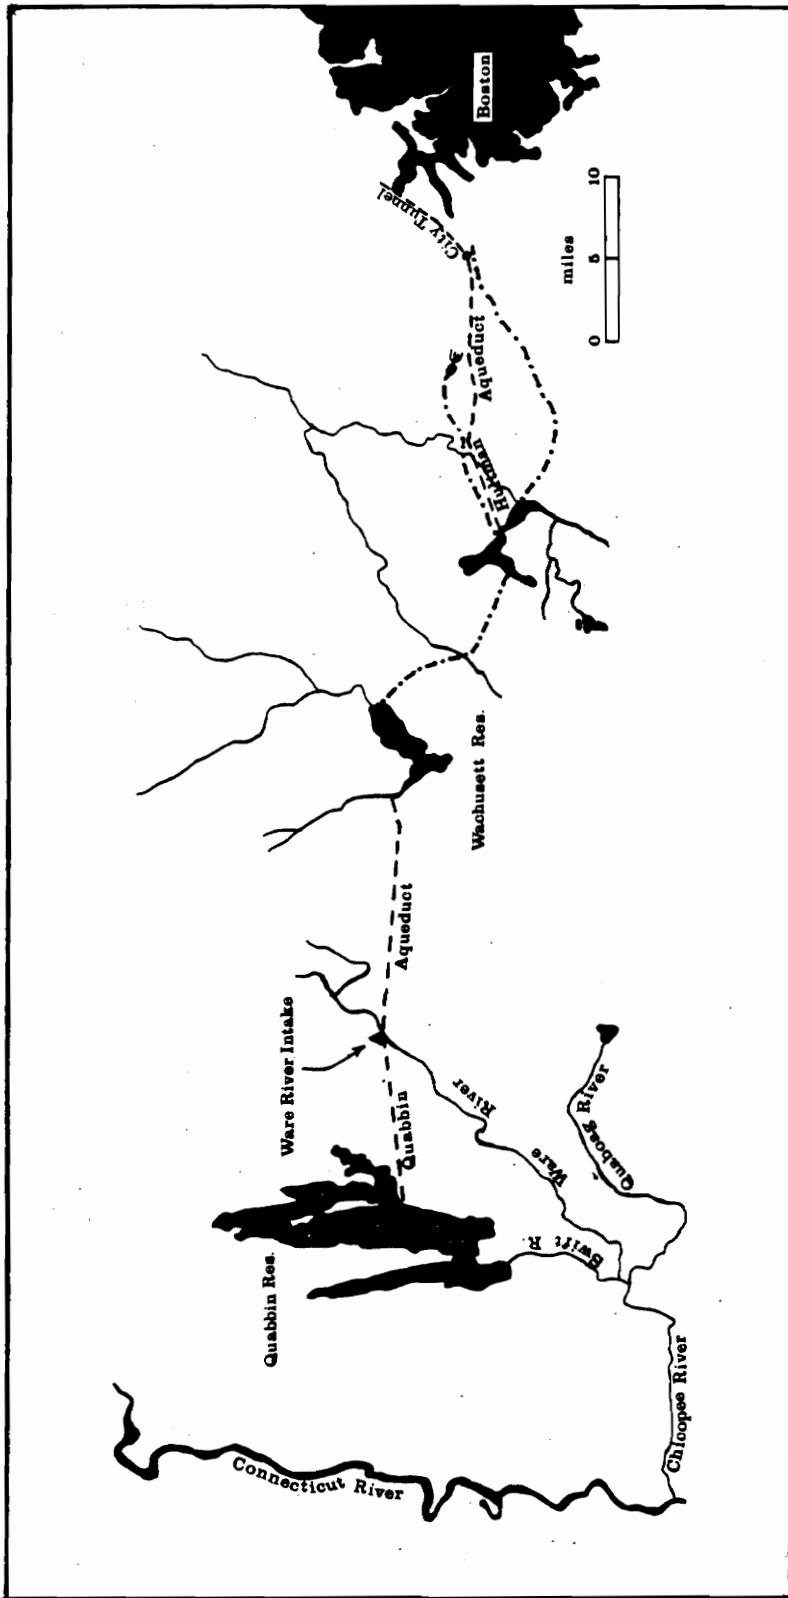 Connecticut River
Chicopee River
Quabbin Res.
Swift R.
Ware River
Quaboag River
Ware River Intake
Quabbin Aqueduct
Wachusett Res.
Hultman Aqueduct
City Tunnel
Boston
miles
0 5 10